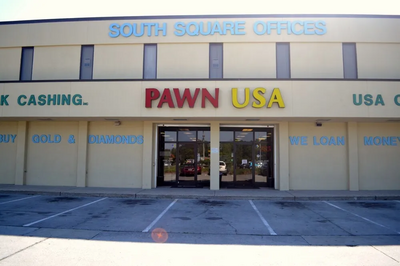 SOUTH SQUARE OFFICES
K CASHING PAWN USA USA C
BUY GOLD & DIAMONDS WE LOAN MONEY